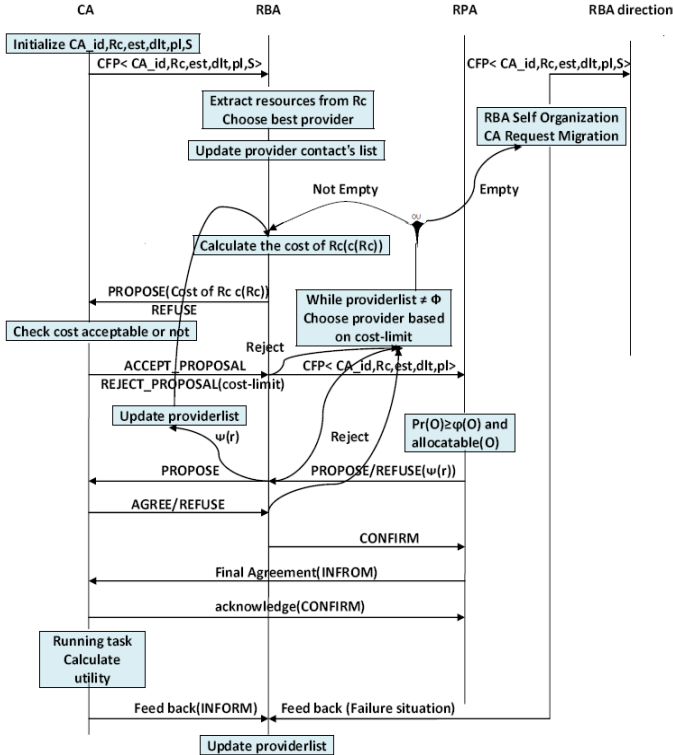 CA RBA RPA RBA direction
Initialize CA_id,Rc,est,dlt,pl,S
CFP< CA_id,Rc,est,dlt,pl,S> CFP< CA_id,Rc,est,dlt,pl,S>
Extract resources from Rc
Choose best provider
RBA Self Organization
CA Request Migration
Update provider contact's list
Not Empty Empty
OU
Calculate the cost of Rc(c(Rc))
PROPOSE(Cost of Rc c(Rc))
REFUSE
While providerlist ≠ Φ
Choose provider based
on cost-limit
Check cost acceptable or not
Reject
ACCEPT_PROPOSAL CFP< CA_id,Rc,est,dlt,pl>
REJECT_PROPOSAL(cost-limit)
Update providerlist
Pr(O)≥φ(O) and
allocatable(O)
Ψ(r) Reject
PROPOSE PROPOSE/REFUSE(Ψ(r))
AGREE/REFUSE
CONFIRM
Final Agreement(INFROM)
acknowledge(CONFIRM)
Running task
Calculate
utility
Feed back(INFORM) Feed back (Failure situation)
Update providerlist